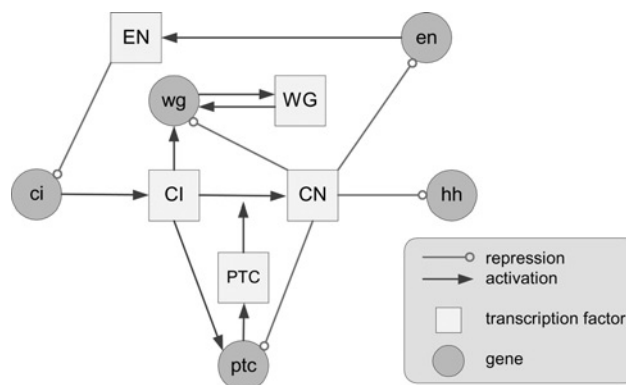 EN
en
wg
WG
ci
CI
CN
hh
PTC
ptc
repression
activation
transcription factor
gene